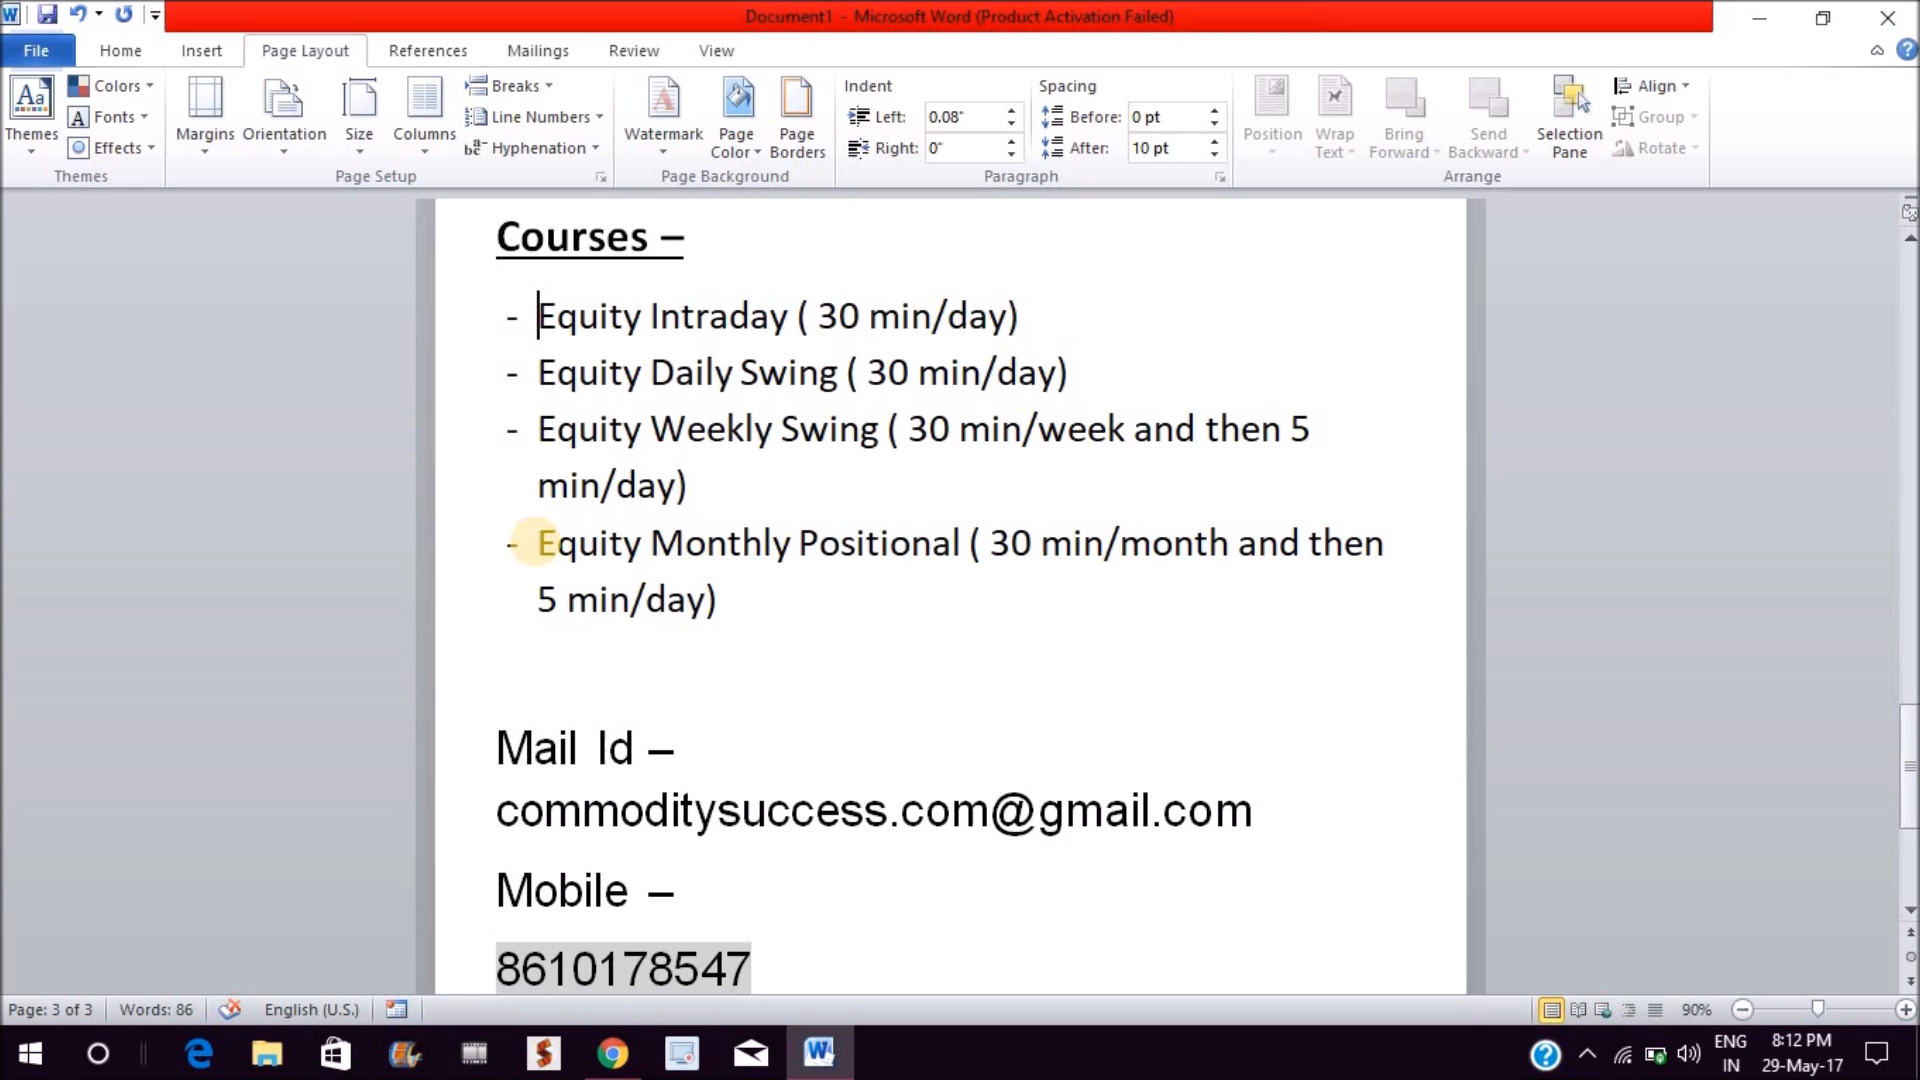 Document1 - Microsoft Word (Product Activation Failed)
File Home Insert Page Layout References Mailings Review View
Themes
Colors
Fonts
Effects
Themes
Margins
Orientation
Size
Columns
Breaks
Line Numbers
Hyphenation
Page Setup
Watermark
Page Color
Page Borders
Page Background
Indent
Left: 0.08"
Right: 0"
Spacing
Before: 0 pt
After: 10 pt
Paragraph
Position
Wrap Text
Bring Forward
Send Backward
Selection Pane
Align
Group
Rotate
Arrange
Courses –
- Equity Intraday ( 30 min/day)
- Equity Daily Swing ( 30 min/day)
- Equity Weekly Swing ( 30 min/week and then 5
min/day)
- Equity Monthly Positional ( 30 min/month and then
5 min/day)
Mail Id –
commoditysuccess.com@gmail.com
Mobile –
8610178547
Page: 3 of 3 Words: 86 English (U.S.) 90%
ENG 8:12 PM
IN 29-May-17